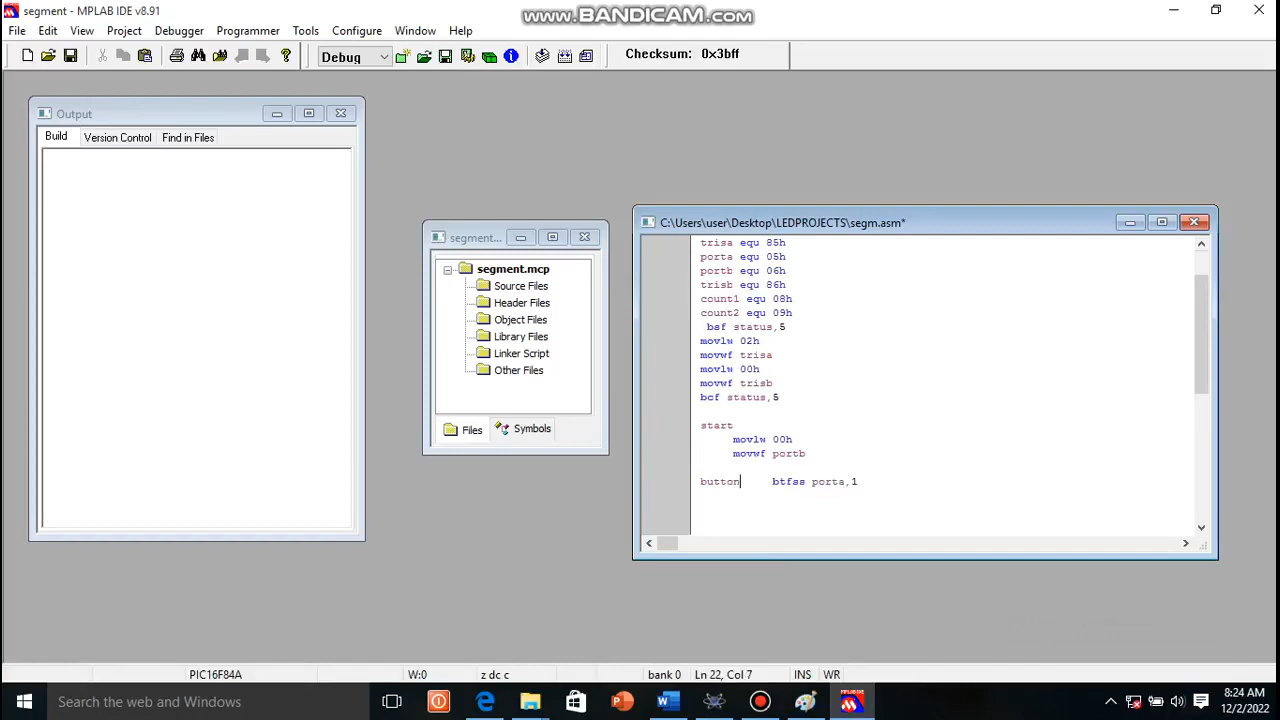 segment - MPLAB IDE v8.91
www.BANDICAM.com
File Edit View Project Debugger Programmer Tools Configure Window Help
Debug
Checksum: 0x3bff
Output
Build Version Control Find in Files
segment...
segment.mcp
Source Files
Header Files
Object Files
Library Files
Linker Script
Other Files
Files Symbols
C:\Users\user\Desktop\LEDPROJECTS\segm.asm*
trisa equ 85h
porta equ 05h
portb equ 06h
trisb equ 86h
count1 equ 08h
count2 equ 09h
bsf status,5
movlw 02h
movwf trisa
movlw 00h
movwf trisb
bcf status,5
start
movlw 00h
movwf portb
button btfss porta,1
PIC16F84A W:0 z dc c bank 0 Ln 22, Col 7 INS WR
Search the web and Windows
8:24 AM
12/2/2022